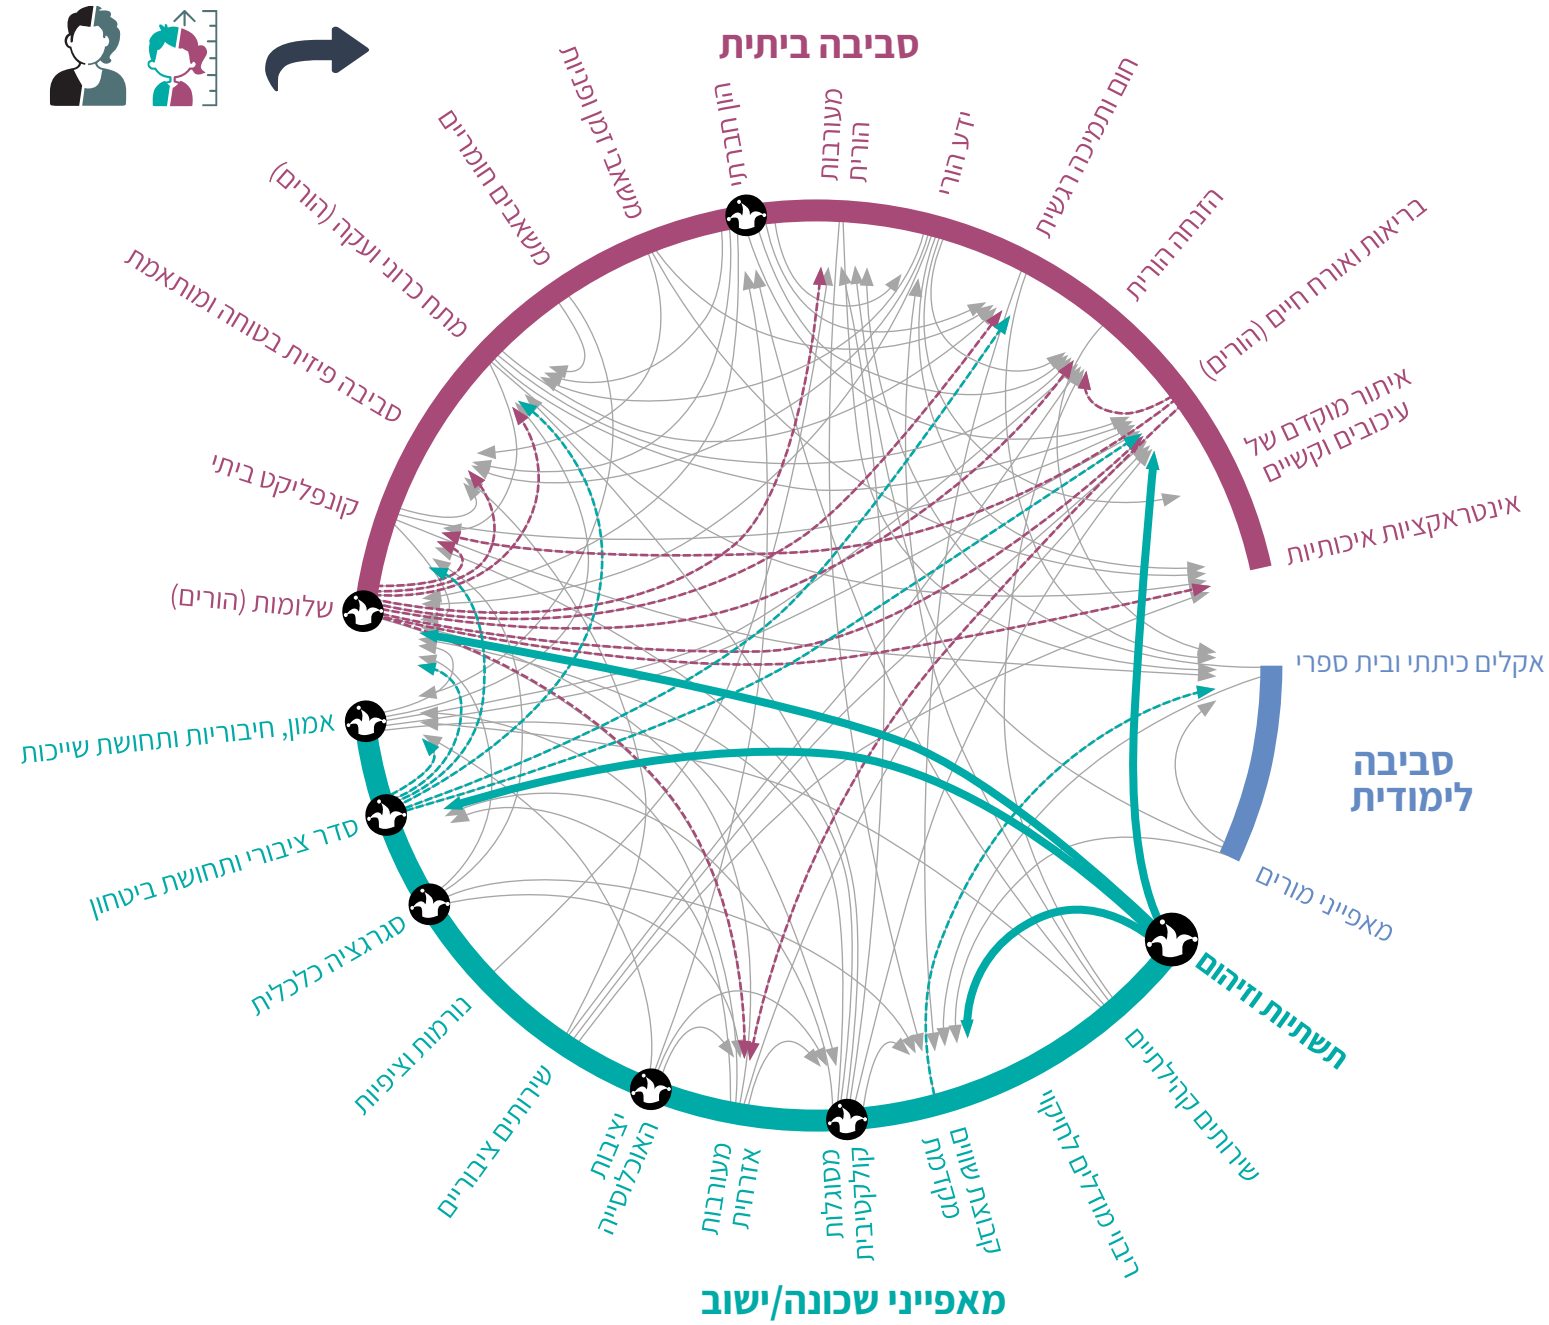 סביבה ביתית
שלומות (הורים)
קונפליקט ביתי
סביבה פיזית בטוחה ומותאמת
מתח כרוני ועקה (הורים)
משאבים חומריים
משאבי זמן ופניות
הון חברתי
מעורבות
הורית
ידע הורי
חום ותמיכה רגשית
הזנחה הורית
בריאות ואורח חיים (הורים)
איתור מוקדם של
עיכובים וקשיים
אינטראקציות איכותיות
אקלים כיתתי ובית ספרי
סביבה
לימודית
מאפייני מורים
תשתיות וזיהום
שירותים קהילתיים
ריבוי מודלים לחיקוי
קבוצת שווים
מקדמת
מסוגלות
קולקטיבית
מעורבות
אזרחית
יציבות
האוכלוסייה
שירותים ציבוריים
נורמות וציפיות
סגרגציה כלכלית
סדר ציבורי ותחושת ביטחון
אמון, חיבוריות ותחושת שייכות
מאפייני שכונה/ישוב